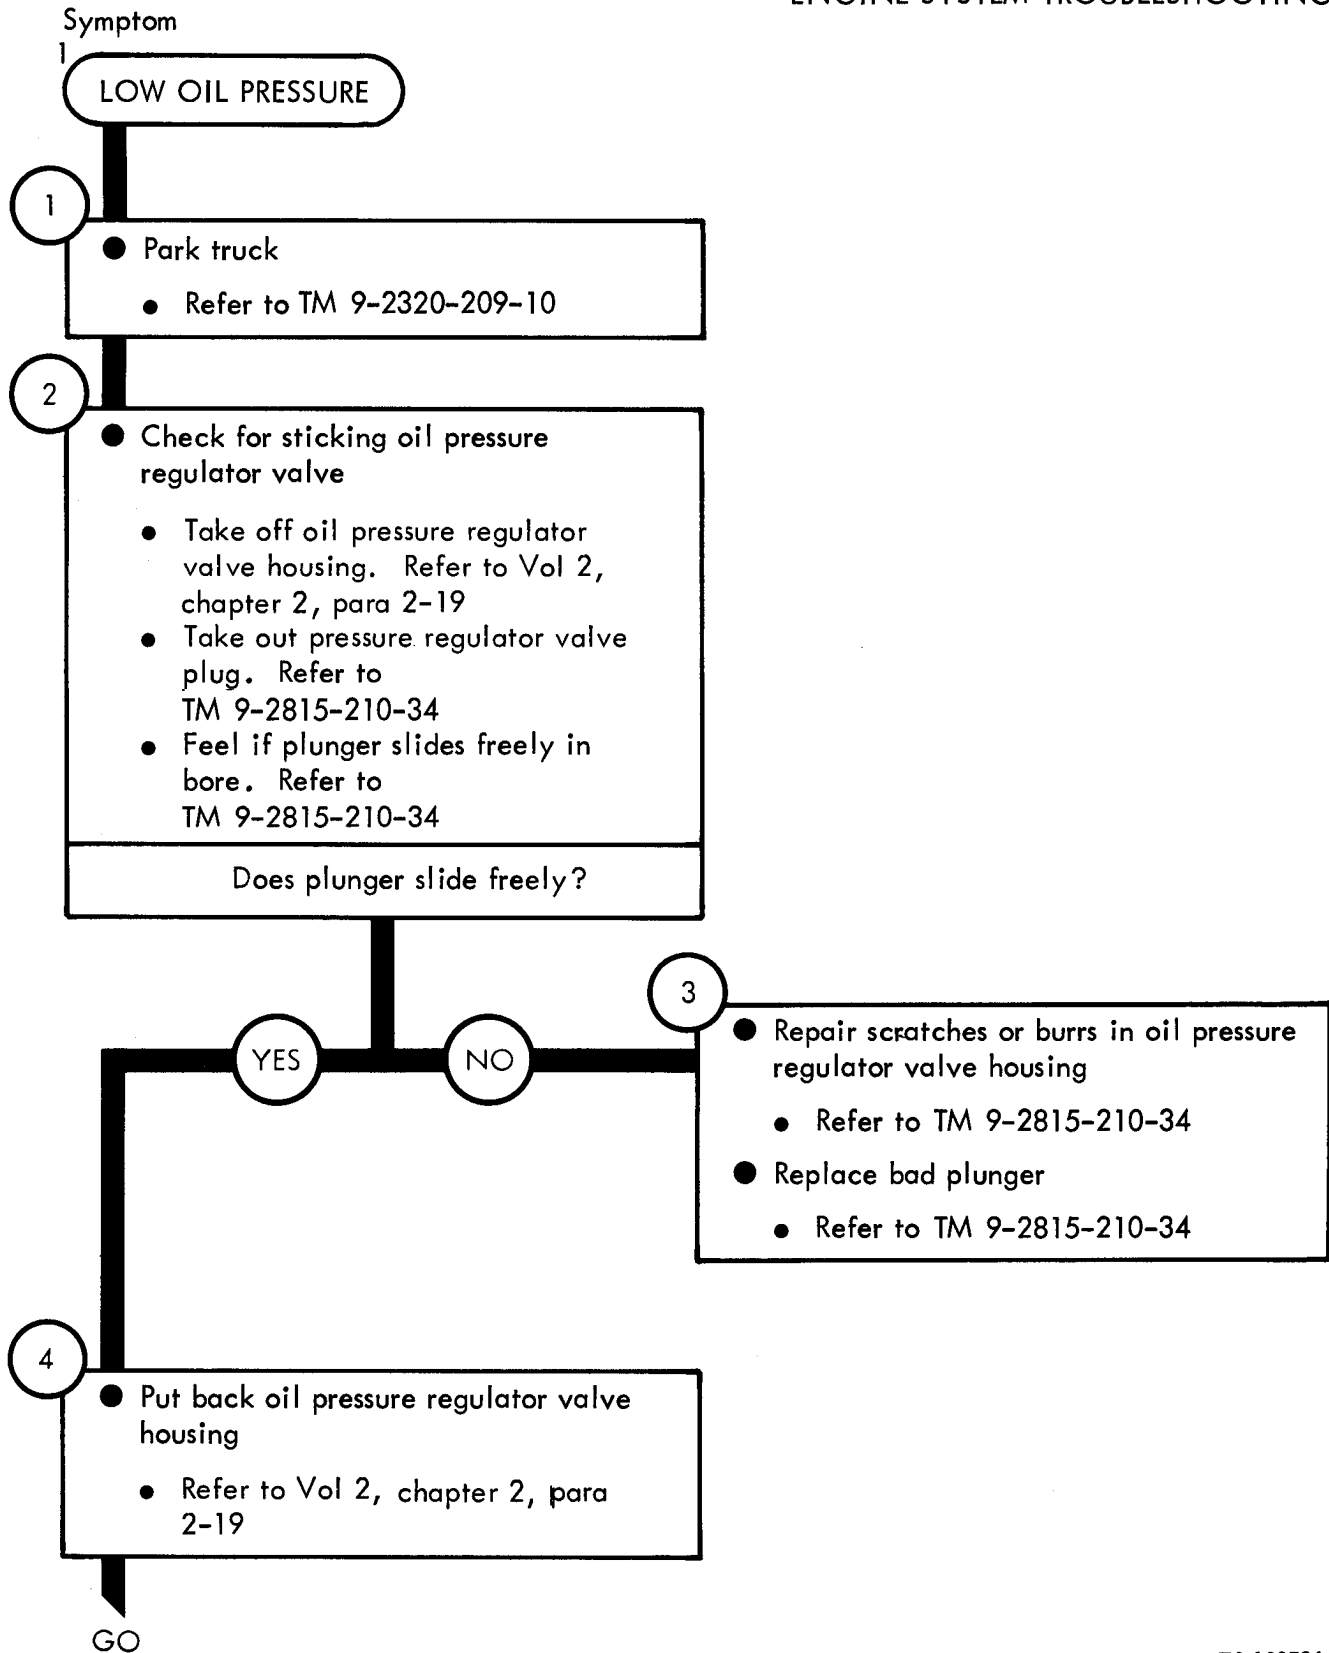 Symptom
1
LOW OIL PRESSURE
1
● Park truck
● Refer to TM 9-2320-209-10
2
● Check for sticking oil pressure
regulator valve
● Take off oil pressure regulator
valve housing. Refer to Vol 2,
chapter 2, para 2-19
● Take out pressure regulator valve
plug. Refer to
TM 9-2815-210-34
● Feel if plunger slides freely in
bore. Refer to
TM 9-2815-210-34
Does plunger slide freely?
YES
NO
3
● Repair scratches or burrs in oil pressure
regulator valve housing
● Refer to TM 9-2815-210-34
● Replace bad plunger
● Refer to TM 9-2815-210-34
4
● Put back oil pressure regulator valve
housing
● Refer to Vol 2, chapter 2, para
2-19
GO